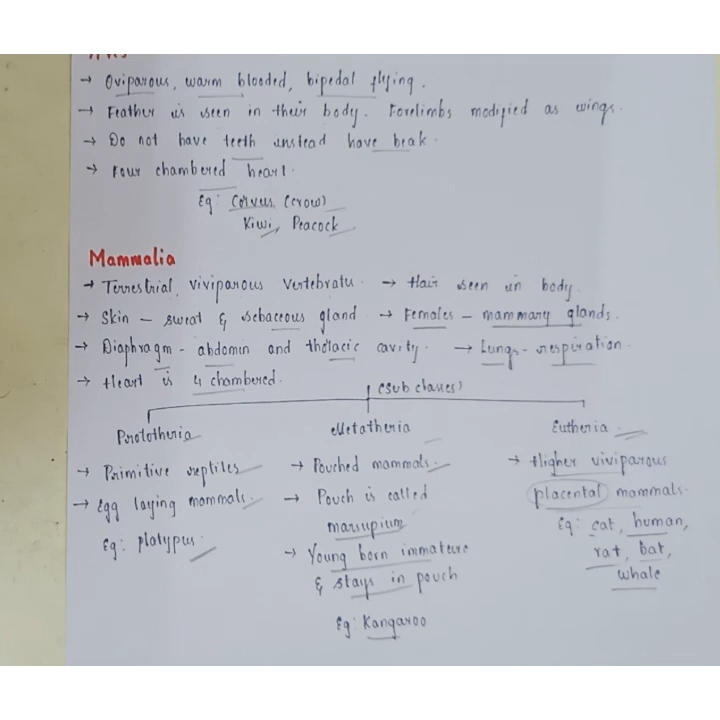 Aves
→ Oviparous, warm blooded, bipedal flying.
→ Feather is seen in their body. Forelimbs modified as wings.
→ Do not have teeth instead have beak.
→ Four chambered heart.
Eg: Corvus (crow)
Kiwi, Peacock
Mammalia
→ Terrestrial, viviparous vertebrate. → Hair seen in body.
→ Skin - sweat & sebaceous gland → Females - mammary glands.
→ Diaphragm - abdomin and thoracic cavity. → Lungs - respiration.
→ Heart is 4 chambered.
(Sub classes)
Prototheria Metatheria Eutheria
→ Primitive reptiles → Pouched mammals. → Higher viviparous
→ Egg laying mammals. → Pouch is called placental mammals.
Eg: platypus. marsupium Eg: cat, human,
→ Young born immature rat, bat,
& stays in pouch whale
Eg: Kangaroo